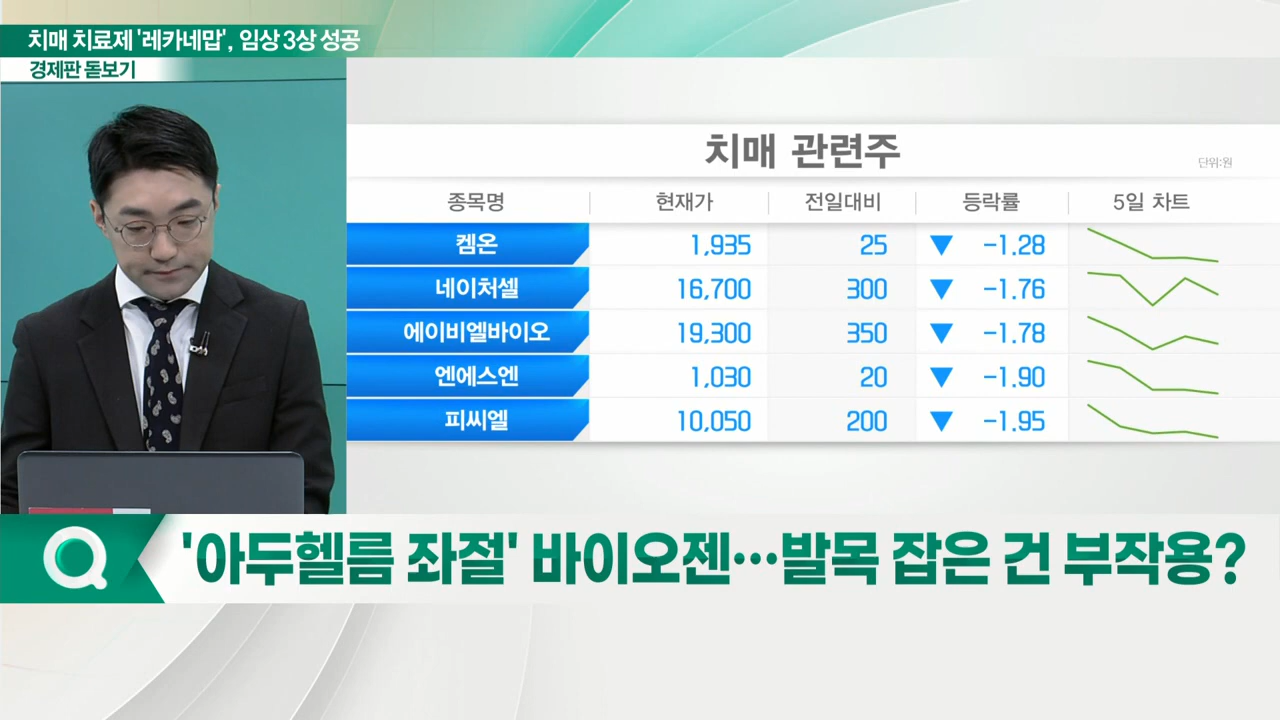 치매 치료제 '레카네맙', 임상 3상 성공
경제판 돋보기
치매 관련주
단위:원
종목명 현재가 전일대비 등락률 5일 차트
켐온 1,935 25 ▼ -1.28
네이처셀 16,700 300 ▼ -1.76
에이비엘바이오 19,300 350 ▼ -1.78
엔에스엔 1,030 20 ▼ -1.90
피씨엘 10,050 200 ▼ -1.95
Q '아두헬름 좌절' 바이오젠…발목 잡은 건 부작용?